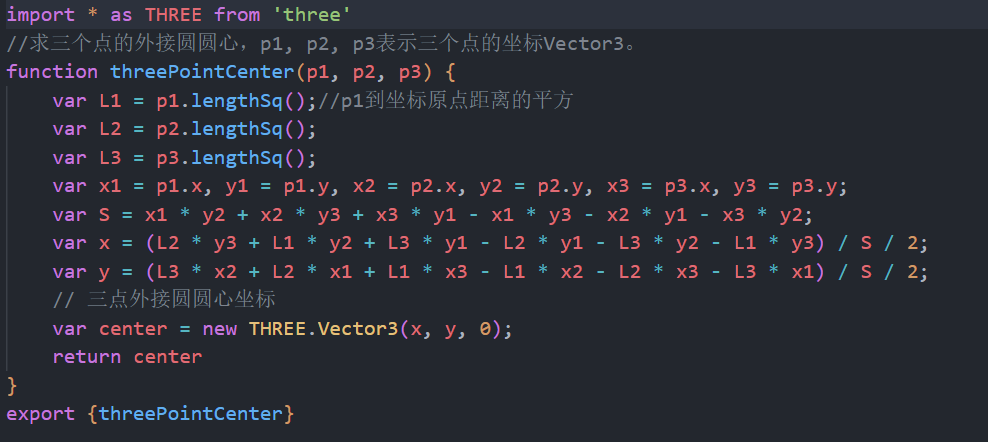 import * as THREE from 'three'
//求三个点的外接圆圆心，p1, p2, p3表示三个点的坐标Vector3。
function threePointCenter(p1, p2, p3) {
    var L1 = p1.lengthSq();//p1到坐标原点距离的平方
    var L2 = p2.lengthSq();
    var L3 = p3.lengthSq();
    var x1 = p1.x, y1 = p1.y, x2 = p2.x, y2 = p2.y, x3 = p3.x, y3 = p3.y;
    var S = x1 * y2 + x2 * y3 + x3 * y1 - x1 * y3 - x2 * y1 - x3 * y2;
    var x = (L2 * y3 + L1 * y2 + L3 * y1 - L2 * y1 - L3 * y2 - L1 * y3) / S / 2;
    var y = (L3 * x2 + L2 * x1 + L1 * x3 - L1 * x2 - L2 * x3 - L3 * x1) / S / 2;
    // 三点外接圆圆心坐标
    var center = new THREE.Vector3(x, y, 0);
    return center
}
export {threePointCenter}